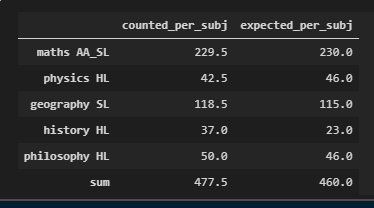 counted_per_subj expected_per_subj
maths AA_SL 229.5 230.0
physics HL 42.5 46.0
geography SL 118.5 115.0
history HL 37.0 23.0
philosophy HL 50.0 46.0
sum 477.5 460.0